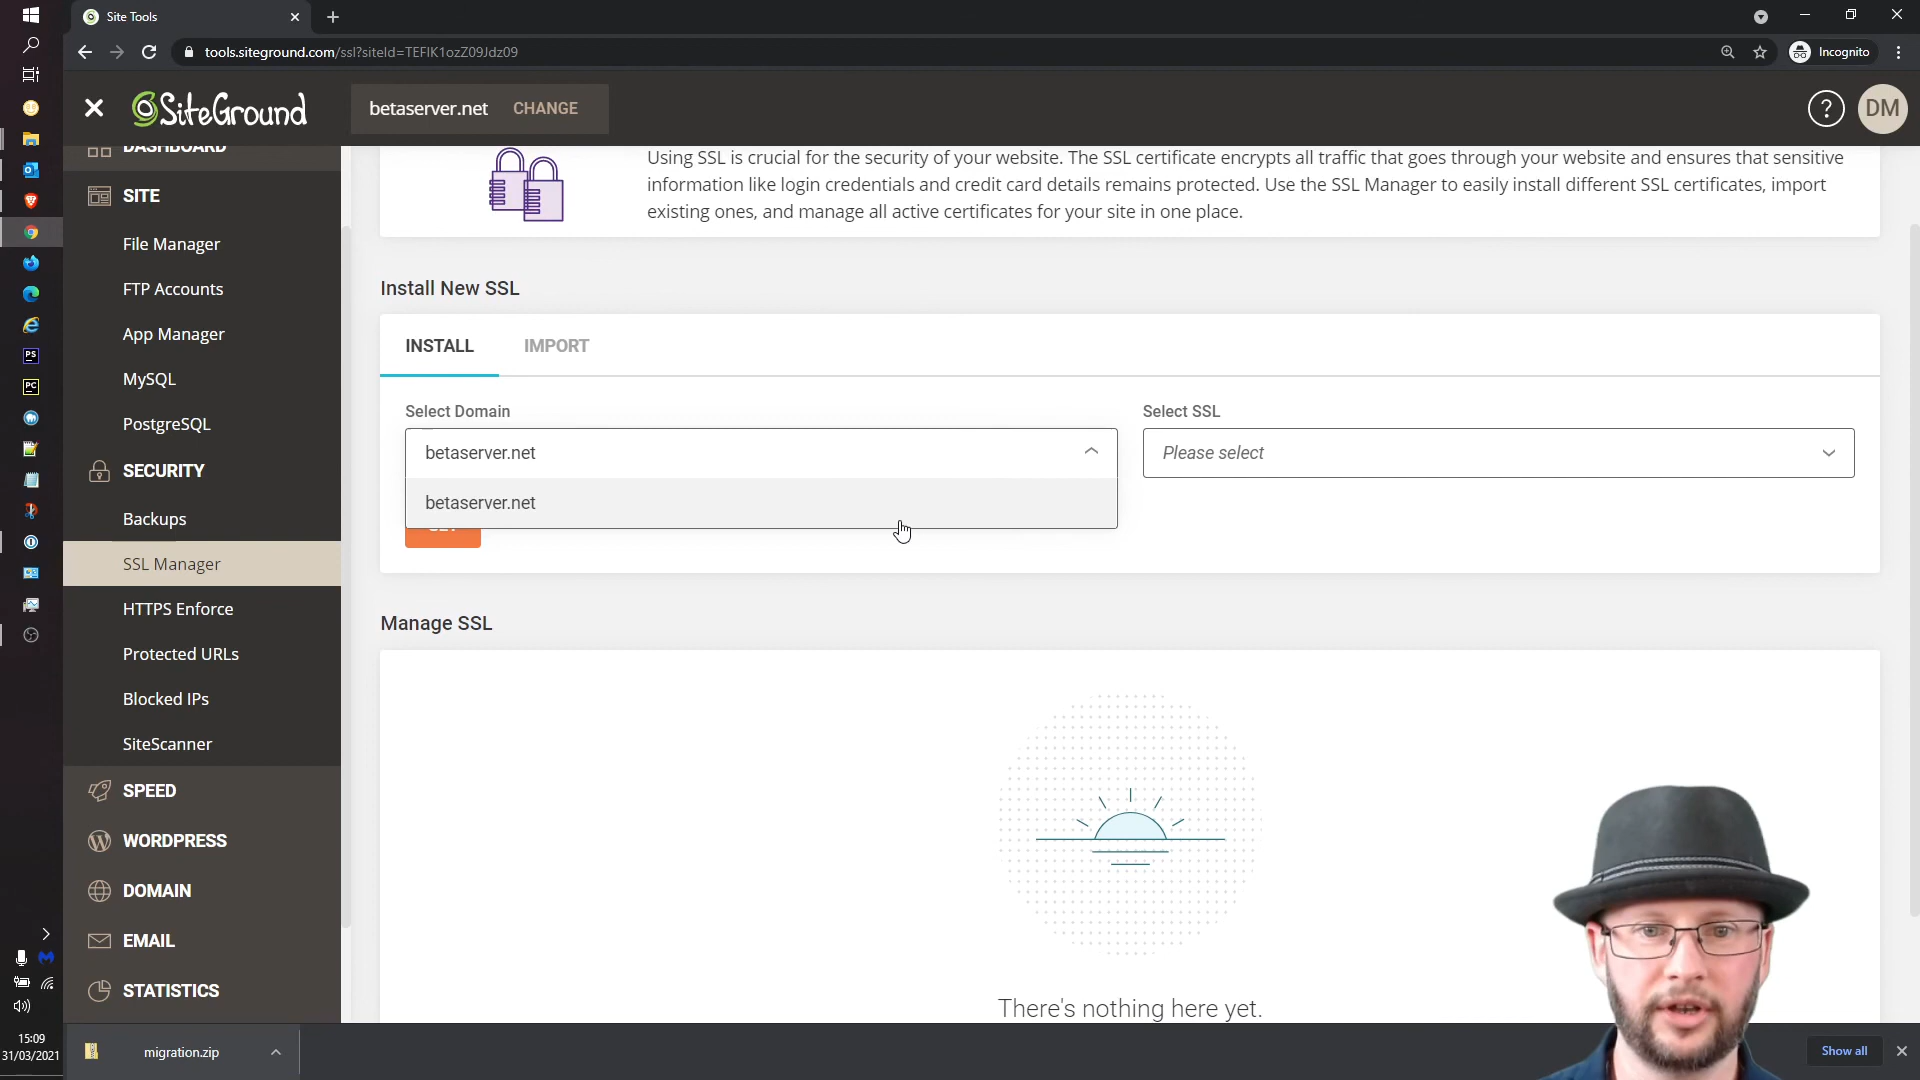 Site Tools
tools.siteground.com/ssl?siteId=TEFIK1ozZ09Jdz09
Incognito
SiteGround
betaserver.net CHANGE
? DM
DASHBOARD
SITE
File Manager
FTP Accounts
App Manager
MySQL
PostgreSQL
SECURITY
Backups
SSL Manager
HTTPS Enforce
Protected URLs
Blocked IPs
SiteScanner
SPEED
WORDPRESS
DOMAIN
EMAIL
STATISTICS
Using SSL is crucial for the security of your website. The SSL certificate encrypts all traffic that goes through your website and ensures that sensitive
information like login credentials and credit card details remains protected. Use the SSL Manager to easily install different SSL certificates, import
existing ones, and manage all active certificates for your site in one place.
Install New SSL
INSTALL IMPORT
Select Domain
betaserver.net
betaserver.net
Select SSL
Please select
Manage SSL
There's nothing here yet.
PS
PC
15:09
31/03/2021
migration.zip
Show all